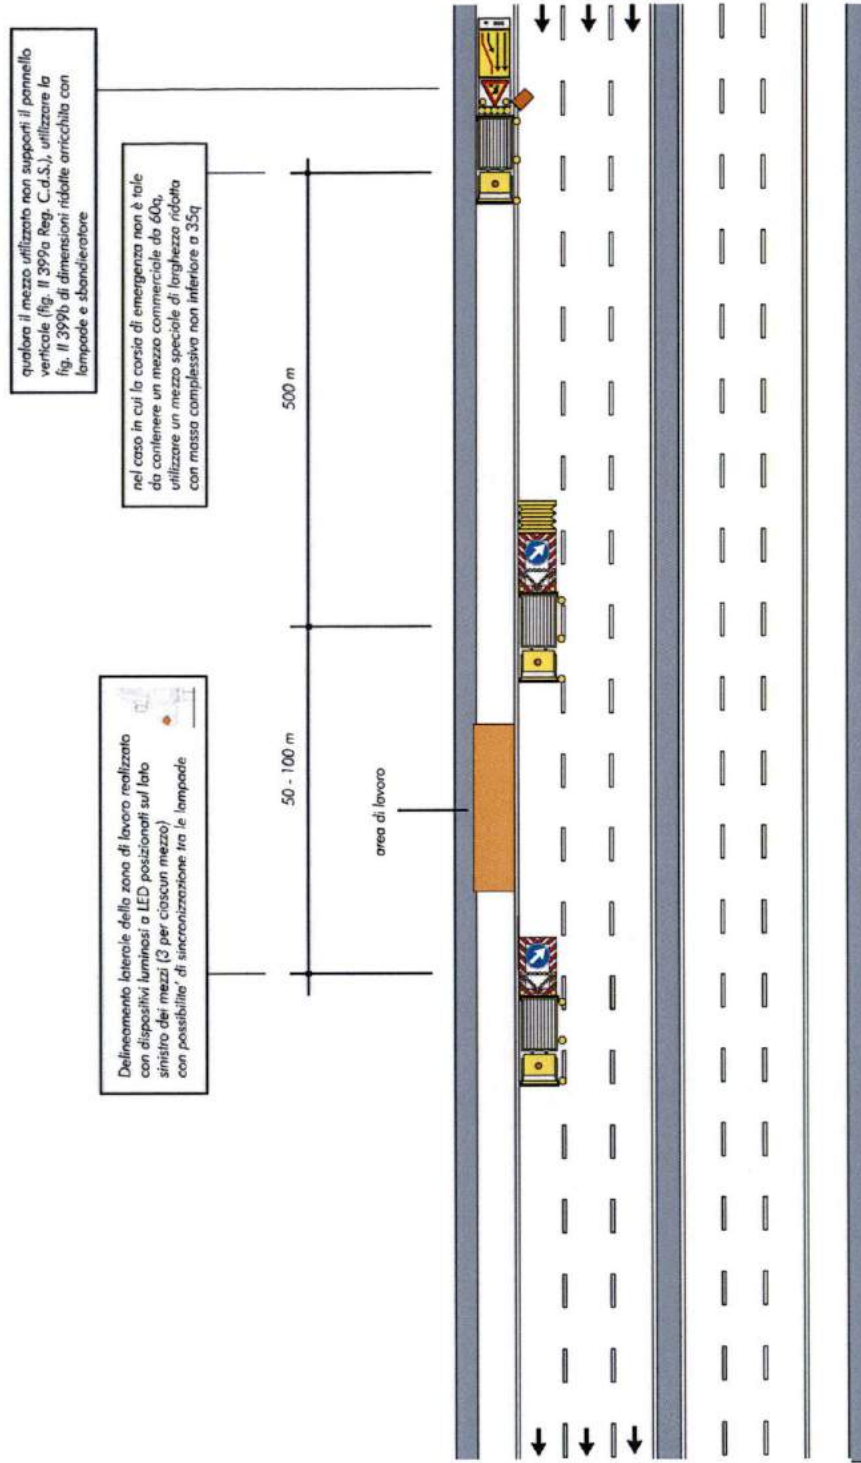 qualora il mezzo utilizzato non supporti il pannello
verticale (fig. II 399a Reg. C.d.S.), utilizzare la
fig. II 399b di dimensioni ridotte arricchita con
lampade e sbandieratore
nel caso in cui la corsia di emergenza non è tale
da contenere un mezzo commerciale da 60q,
utilizzare un mezzo speciale di larghezza ridotta
con massa complessiva non inferiore a 35q
Delineamento laterale della zona di lavoro realizzato
con dispositivi luminosi a LED posizionati sul lato
sinistro dei mezzi (3 per ciascun mezzo)
con possibilite' di sincronizzazione tra le lampade
500 m
50 - 100 m
area di lavoro